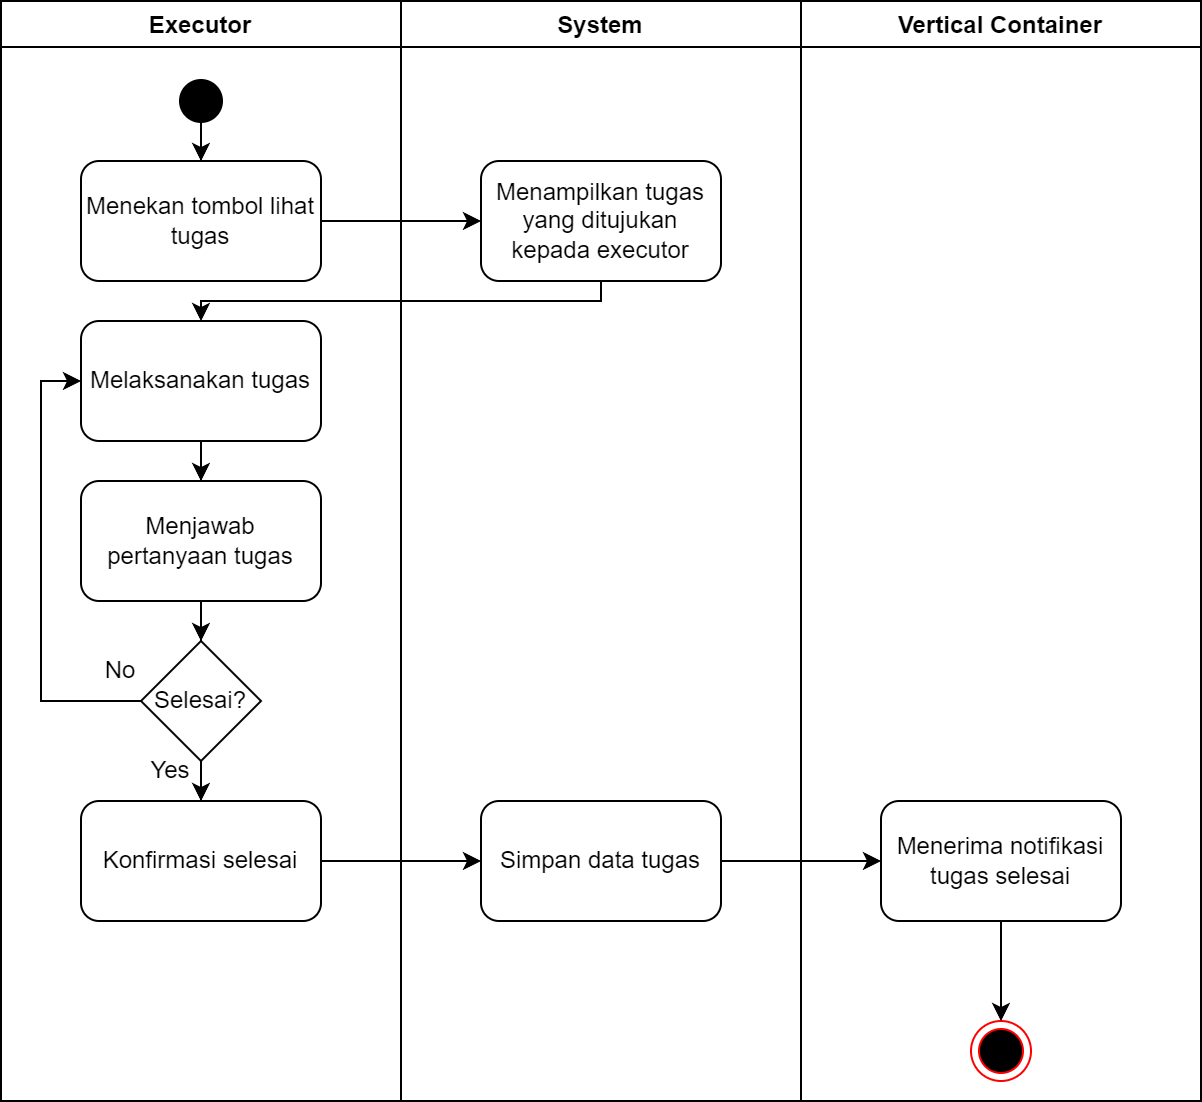 Executor
System
Vertical Container
Menekan tombol lihat
tugas
Menampilkan tugas
yang ditujukan
kepada executor
Melaksanakan tugas
Menjawab
pertanyaan tugas
No
Selesai?
Yes
Konfirmasi selesai
Simpan data tugas
Menerima notifikasi
tugas selesai